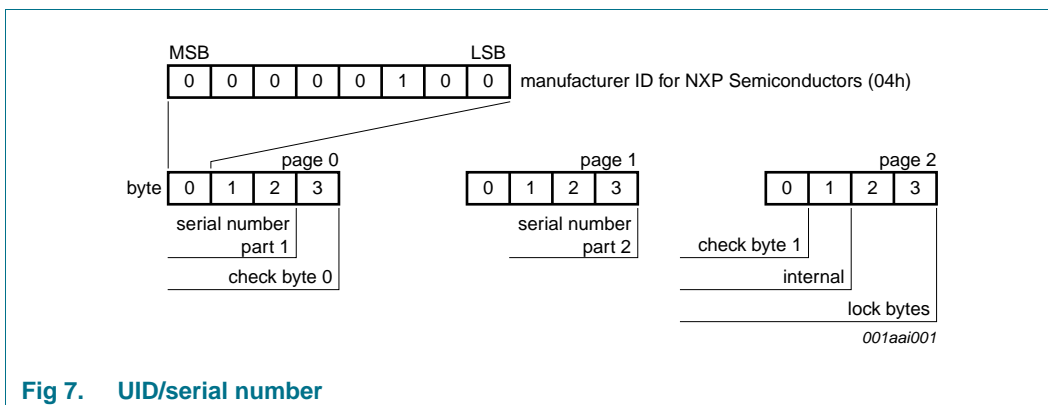 MSB LSB
0 0 0 0 0 1 0 0 manufacturer ID for NXP Semiconductors (04h)
page 0 page 1 page 2
byte 0 1 2 3 0 1 2 3 0 1 2 3
serial number
part 1
check byte 0
serial number
part 2
check byte 1
internal
lock bytes
001aai001
Fig 7. UID/serial number